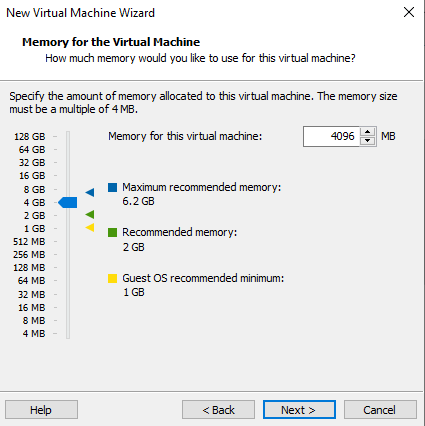 New Virtual Machine Wizard
Memory for the Virtual Machine
How much memory would you like to use for this virtual machine?
Specify the amount of memory allocated to this virtual machine. The memory size
must be a multiple of 4 MB.
Memory for this virtual machine: 4096 MB
128 GB
64 GB
32 GB
16 GB
8 GB
4 GB
2 GB
1 GB
512 MB
256 MB
128 MB
64 MB
32 MB
16 MB
8 MB
4 MB
Maximum recommended memory:
6.2 GB
Recommended memory:
2 GB
Guest OS recommended minimum:
1 GB
Help
< Back
Next >
Cancel